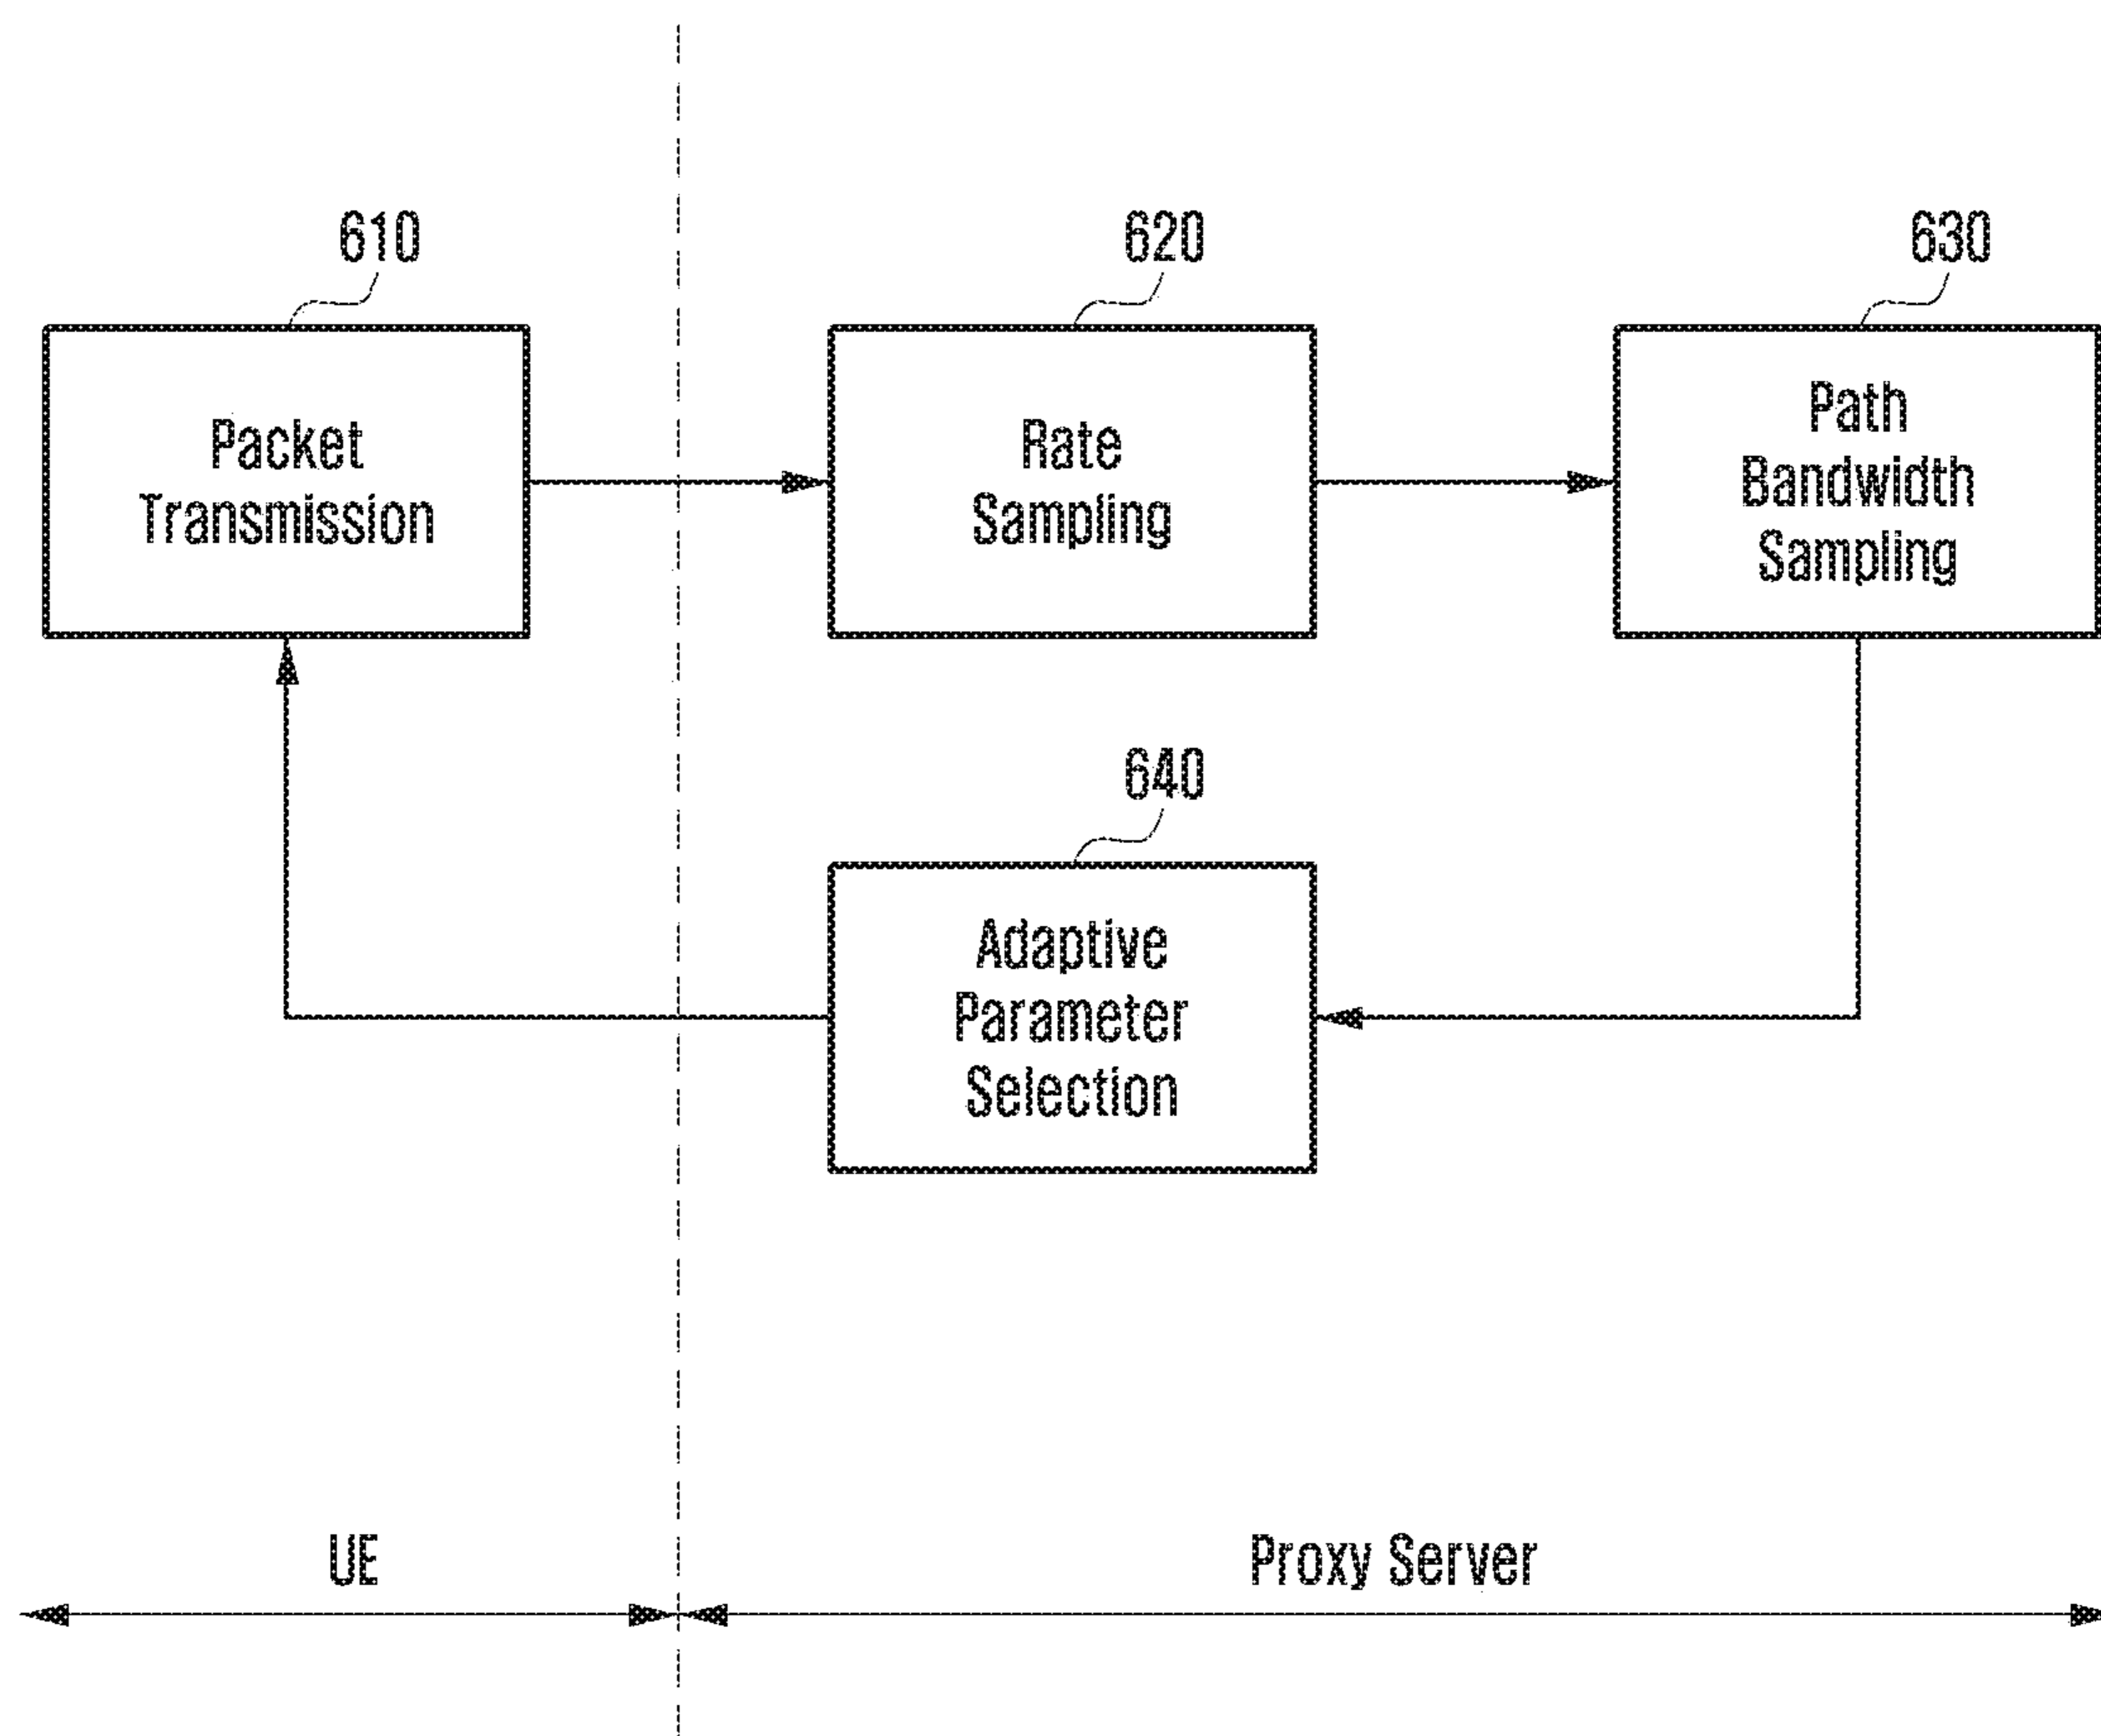 610
Packet
Transmission
620
Rate
Sampling
630
Path
Bandwidth
Sampling
640
Adaptive
Parameter
Selection
UE
Proxy Server